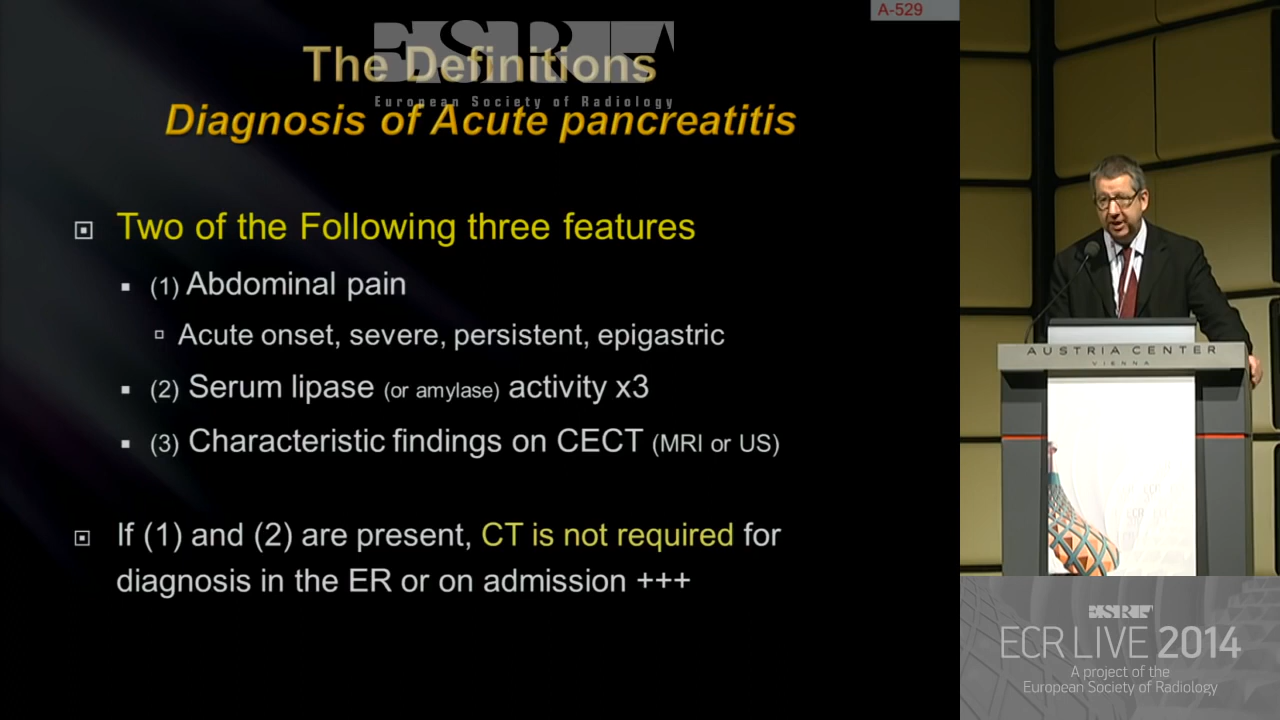 A-529
ESR
European Society of Radiology
The Definitions
Diagnosis of Acute pancreatitis
Two of the Following three features
(1) Abdominal pain
Acute onset, severe, persistent, epigastric
(2) Serum lipase (or amylase) activity x3
(3) Characteristic findings on CECT (MRI or US)
If (1) and (2) are present, CT is not required for
diagnosis in the ER or on admission +++
AUSTRIA CENTER
VIENNA
ESR
ECR LIVE 2014
A project of the
European Society of Radiology